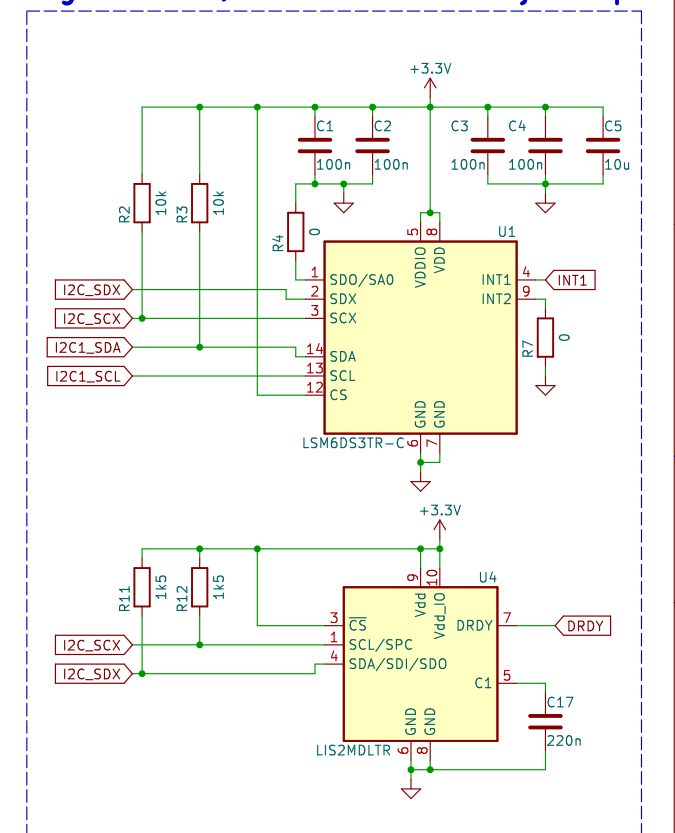 +3.3V
C1
C2
C3
C4
C5
100n
100n
100n
100n
10u
R2
10k
R3
10k
R4
0
U1
5
8
VDDIO
VDD
1
SDO/SA0
INT1
4
INT1
I2C_SDX
2
SDX
INT2
9
I2C_SCX
3
SCX
R7
0
I2C1_SDA
14
SDA
I2C1_SCL
13
SCL
12
CS
GND
GND
LSM6DS3TR-C
6
7
+3.3V
R11
1k5
R12
1k5
U4
9
10
Vdd
Vdd_IO
3
CS
DRDY
7
DRDY
I2C_SCX
1
SCL/SPC
I2C_SDX
4
SDA/SDI/SDO
C1
5
C17
220n
GND
GND
LIS2MDLTR
6
8